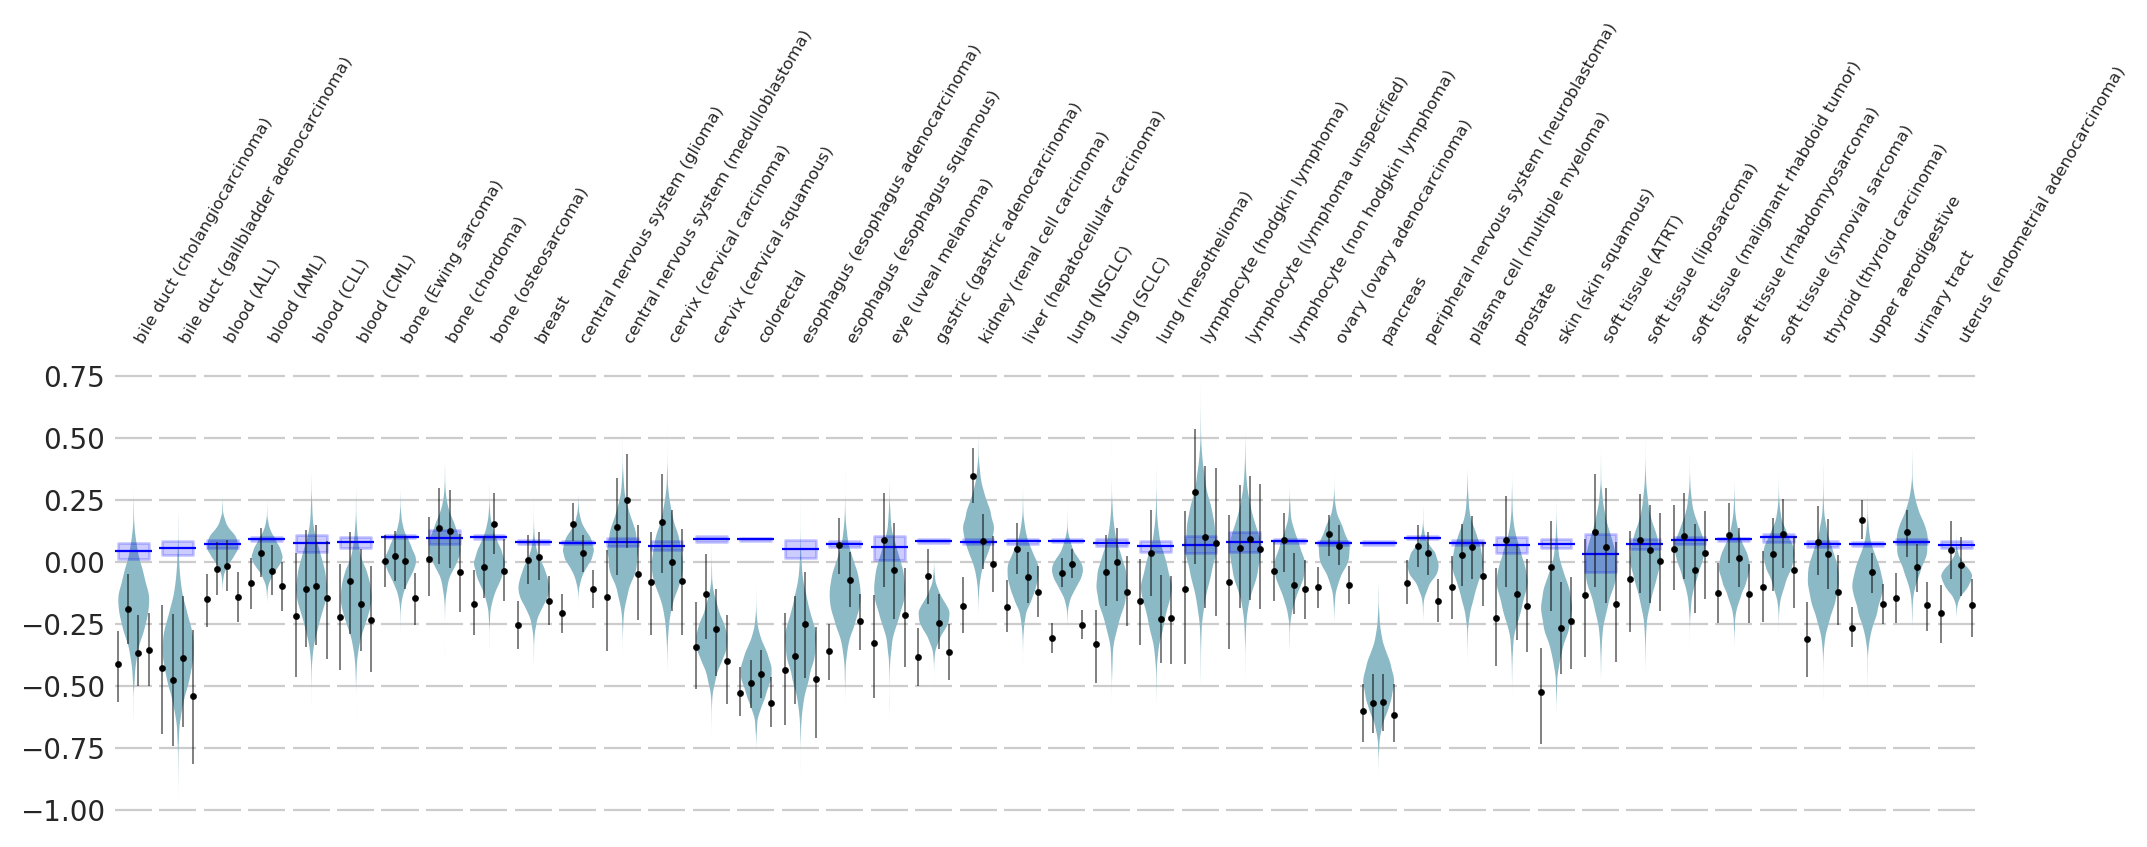 bile duct (cholangiocarcinoma)
bile duct (gallbladder adenocarcinoma)
blood (ALL)
blood (AML)
blood (CLL)
blood (CML)
bone (Ewing sarcoma)
bone (chordoma)
bone (osteosarcoma)
breast
central nervous system (glioma)
central nervous system (medulloblastoma)
cervix (cervical carcinoma)
cervix (cervical squamous)
colorectal
esophagus (esophagus adenocarcinoma)
esophagus (esophagus squamous)
eye (uveal melanoma)
gastric (gastric adenocarcinoma)
kidney (renal cell carcinoma)
liver (hepatocellular carcinoma)
lung (NSCLC)
lung (SCLC)
lung (mesothelioma)
lymphocyte (hodgkin lymphoma)
lymphocyte (lymphoma unspecified)
lymphocyte (non hodgkin lymphoma)
ovary (ovary adenocarcinoma)
pancreas
peripheral nervous system (neuroblastoma)
plasma cell (multiple myeloma)
prostate
skin (skin squamous)
soft tissue (ATRT)
soft tissue (liposarcoma)
soft tissue (malignant rhabdoid tumor)
soft tissue (rhabdomyosarcoma)
soft tissue (synovial sarcoma)
thyroid (thyroid carcinoma)
upper aerodigestive
urinary tract
uterus (endometrial adenocarcinoma)
0.75
0.50
0.25
0.00
−0.25
−0.50
−0.75
−1.00